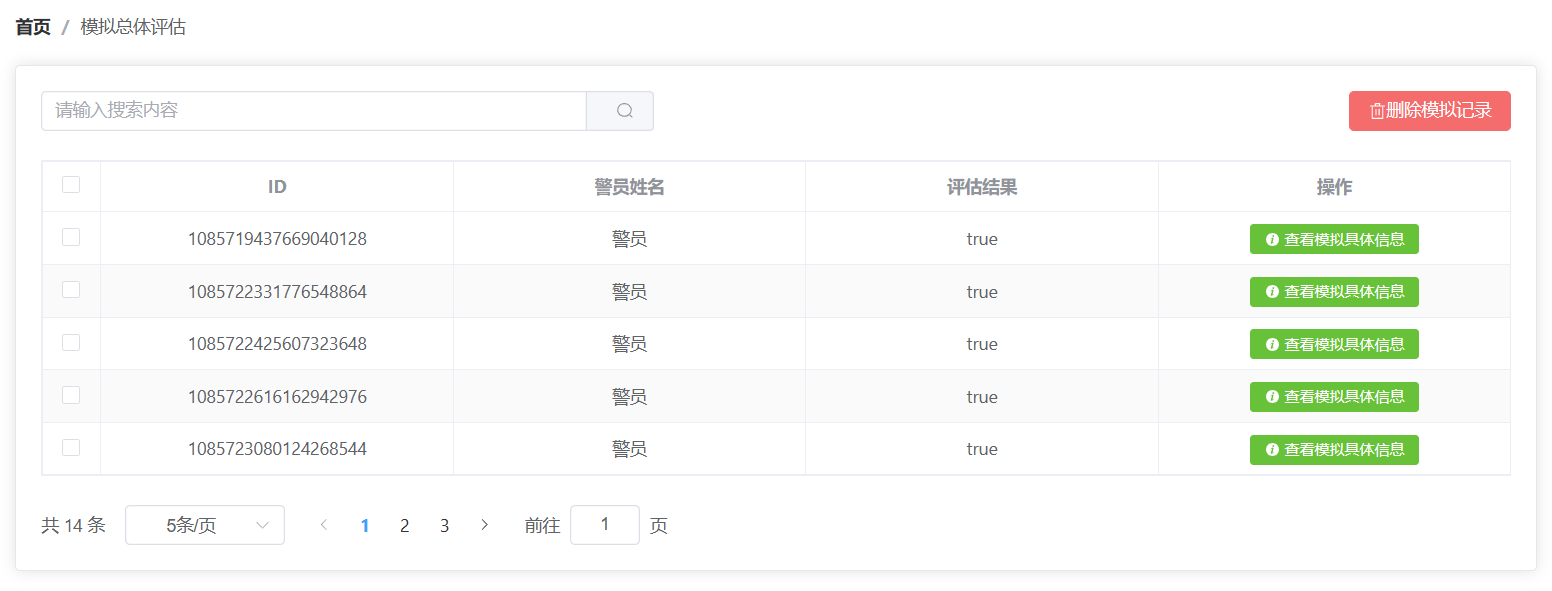 首页 / 模拟总体评估
请输入搜索内容
删除模拟记录
ID 警员姓名 评估结果 操作
1085719437669040128 警员 true 查看模拟具体信息
1085722331776548864 警员 true 查看模拟具体信息
1085722425607323648 警员 true 查看模拟具体信息
1085722616162942976 警员 true 查看模拟具体信息
1085723080124268544 警员 true 查看模拟具体信息
共 14 条 5条/页 1 2 3 前往 1 页